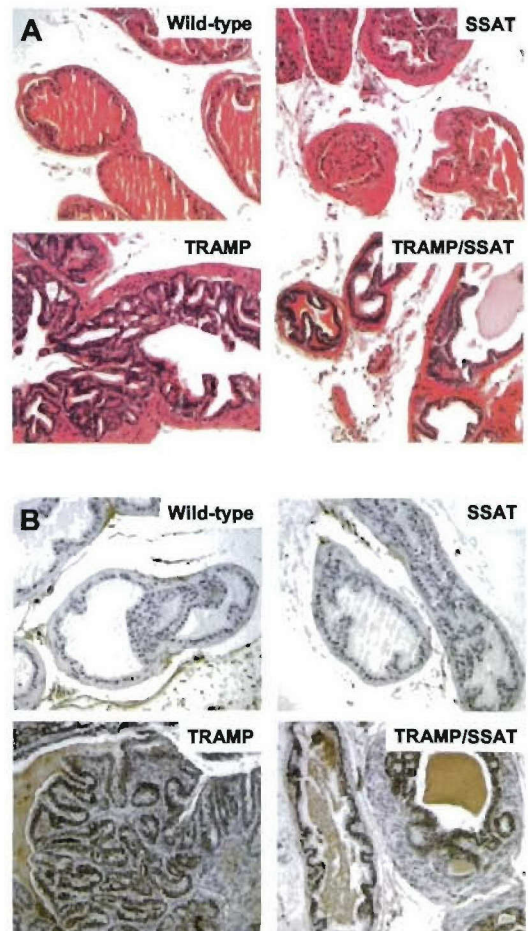 A
Wild-type
SSAT
TRAMP
TRAMP/SSAT
B
Wild-type
SSAT
TRAMP
TRAMP/SSAT